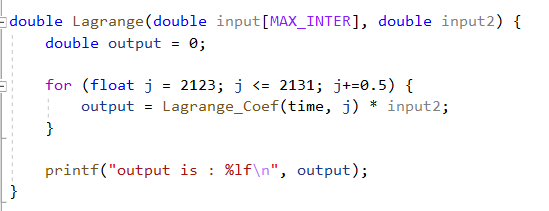 double Lagrange(double input[MAX_INTER], double input2) {
    double output = 0;
    for (float j = 2123; j <= 2131; j+=0.5) {
        output = Lagrange_Coef(time, j) * input2;
    }
    printf("output is : %lf\n", output);
}